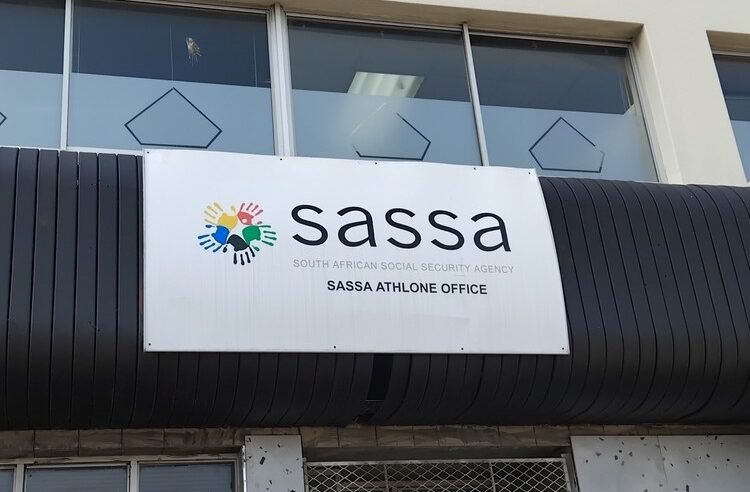 sassa
SOUTH AFRICAN SOCIAL SECURITY AGENCY
SASSA ATHLONE OFFICE